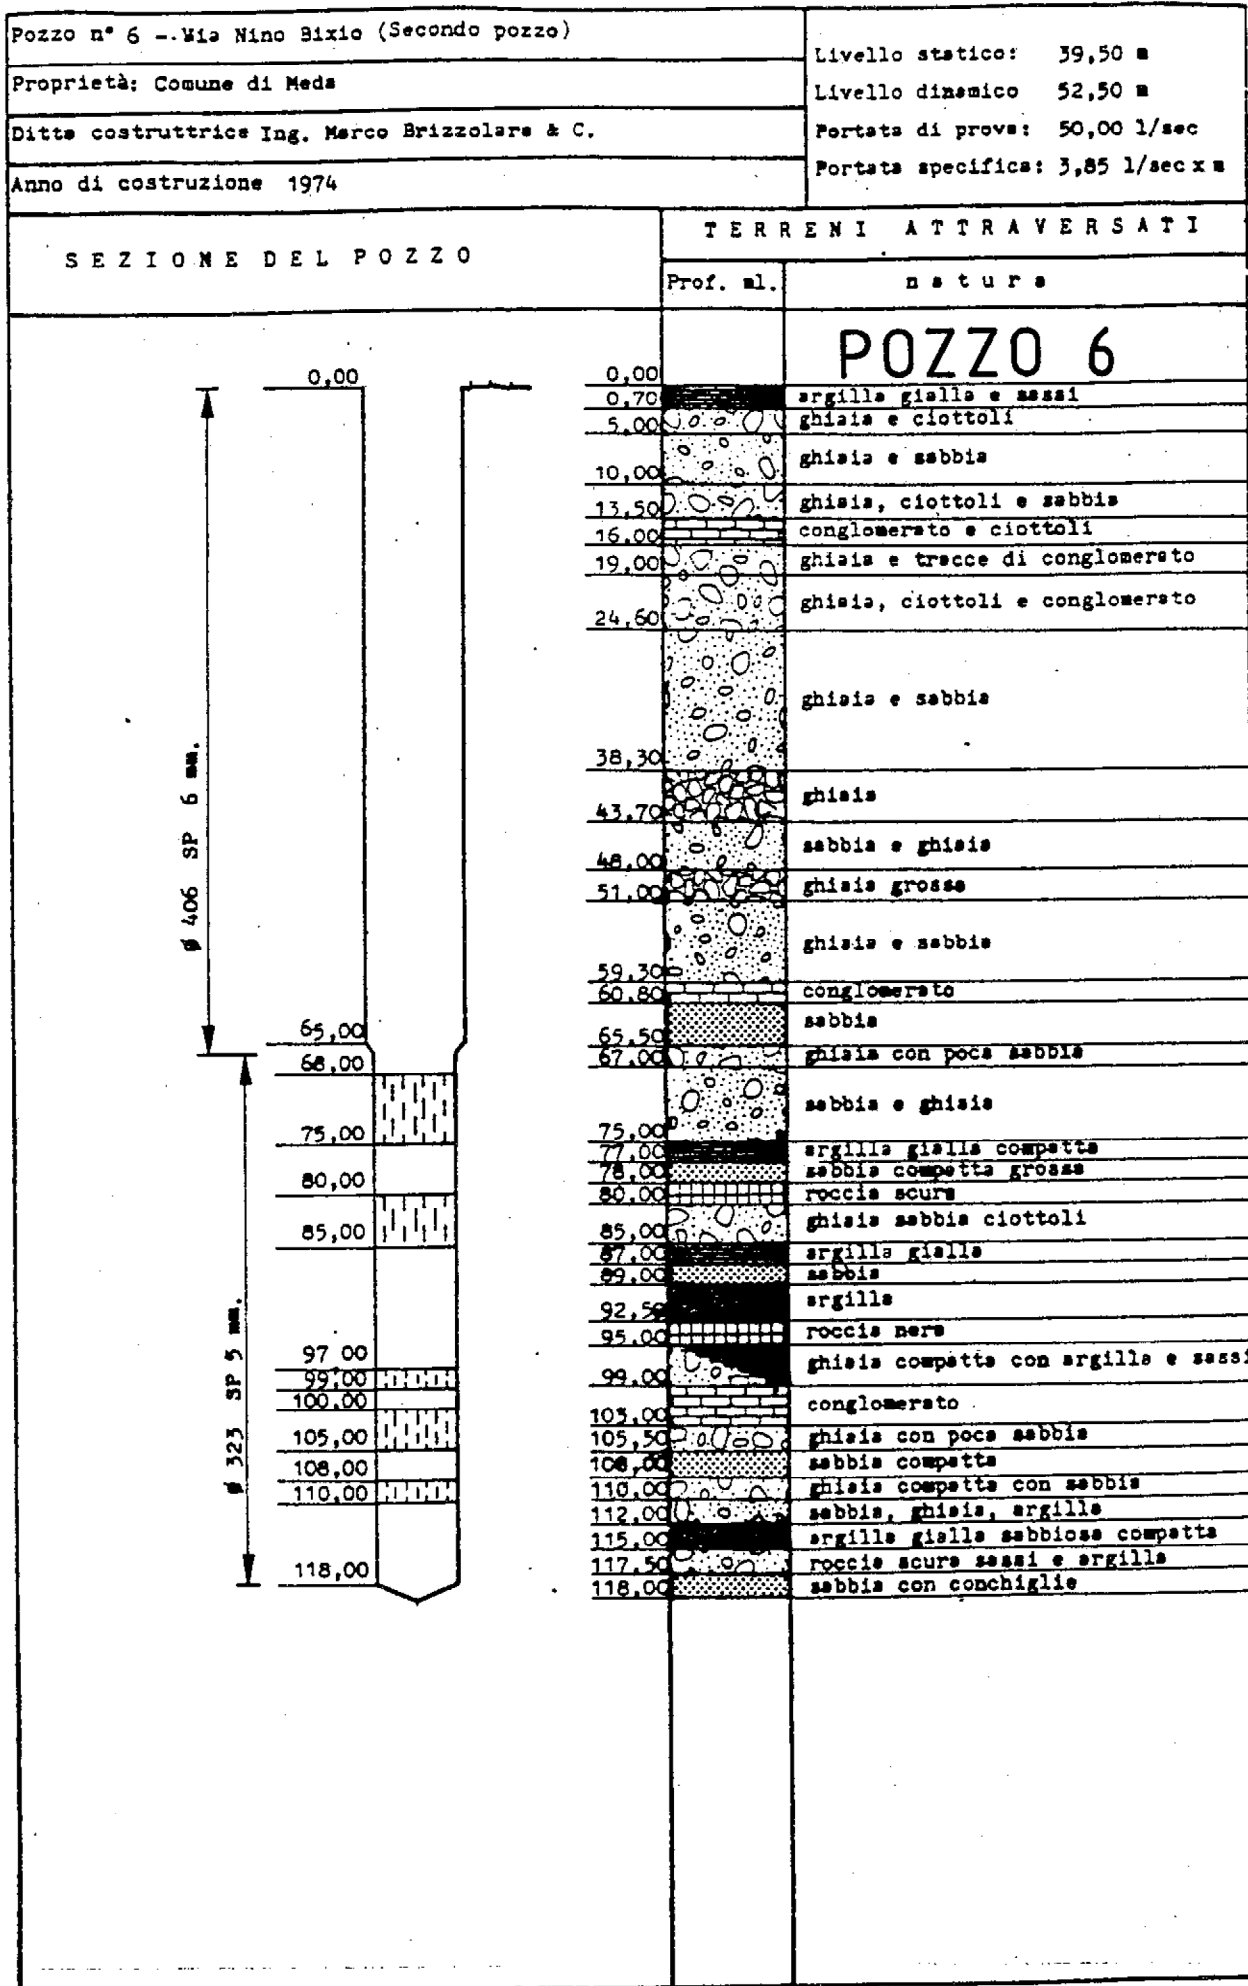 Pozzo n° 6 -- Via Nino Bixio (Secondo pozzo)
Proprietà: Comune di Meda
Ditta costruttrice Ing. Marco Brizzolara & C.
Anno di costruzione 1974
Livello statico: 39,50 m
Livello dinamico 52,50 m
Portata di prova: 50,00 l/sec
Portata specifica: 3,85 l/sec x m
SEZIONE DEL POZZO
TERRENI ATTRAVERSATI
Prof. ml.
natura
POZZO 6
0,00
65,00
68,00
75,00
80,00
85,00
97 00
99,00
100,00
105,00
108,00
110,00
118,00
ø 406 SP 6 mm.
ø 323 SP 5 mm.
0,00
0,70 argilla gialla e sassi
5,00 ghiaia e ciottoli
10,00 ghiaia e sabbia
13,50 ghiaia, ciottoli e sabbia
16,00 conglomerato e ciottoli
19,00 ghiaia e tracce di conglomerato
24,60 ghiaia, ciottoli e conglomerato
38,30 ghiaia e sabbia
43,70 ghiaia
48,00 sabbia e ghiaia
51,00 ghiaia grossa
59,30 ghiaia e sabbia
60,80 conglomerato
65,50 sabbia
67,00 ghiaia con poca sabbia
75,00 sabbia e ghiaia
77,00 argilla gialla compatta
78,00 sabbia compatta grossa
80,00 roccia scura
85,00 ghiaia sabbia ciottoli
87,00 argilla gialla
89,00 sabbia
92,50 argilla
95,00 roccia nera
99,00 ghiaia compatta con argilla e sassi
103,00 conglomerato
105,50 ghiaia con poca sabbia
108,00 sabbia compatta
110,00 ghiaia compatta con sabbia
112,00 sabbia, ghiaia, argilla
115,00 argilla gialla sabbiosa compatta
117,50 roccia scura sassi e argilla
118,00 sabbia con conchiglie